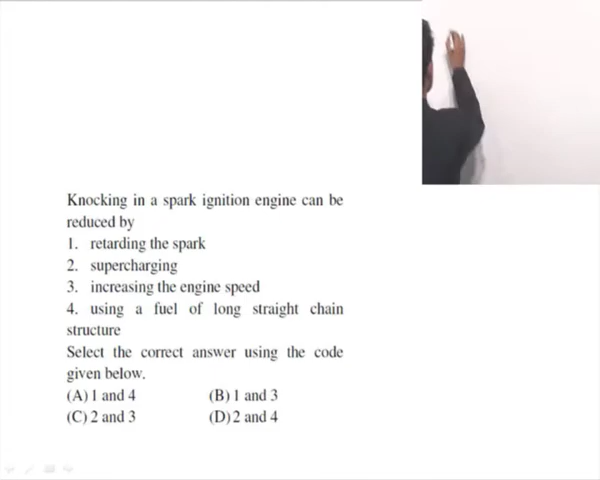 Knocking in a spark ignition engine can be
reduced by
1. retarding the spark
2. supercharging
3. increasing the engine speed
4. using a fuel of long straight chain
structure
Select the correct answer using the code
given below.
(A) 1 and 4 (B) 1 and 3
(C) 2 and 3 (D) 2 and 4